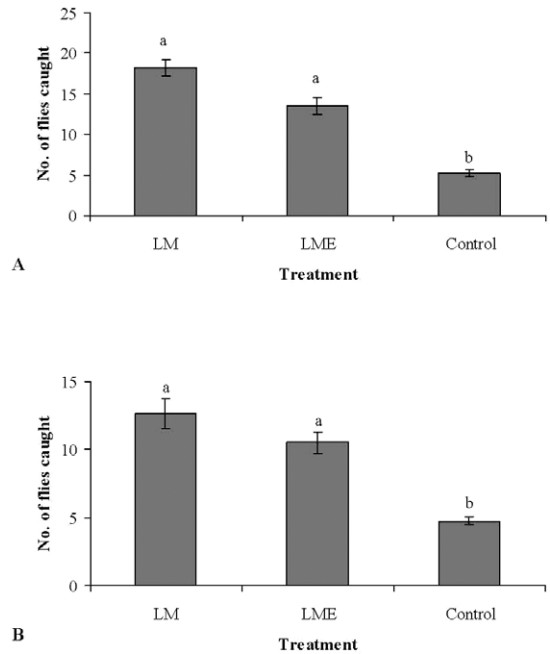 25
20
15
10
5
0
No. of flies caught
a
a
b
LM
LME
Control
Treatment
A
15
10
5
0
No. of flies caught
a
a
b
LM
LME
Control
Treatment
B